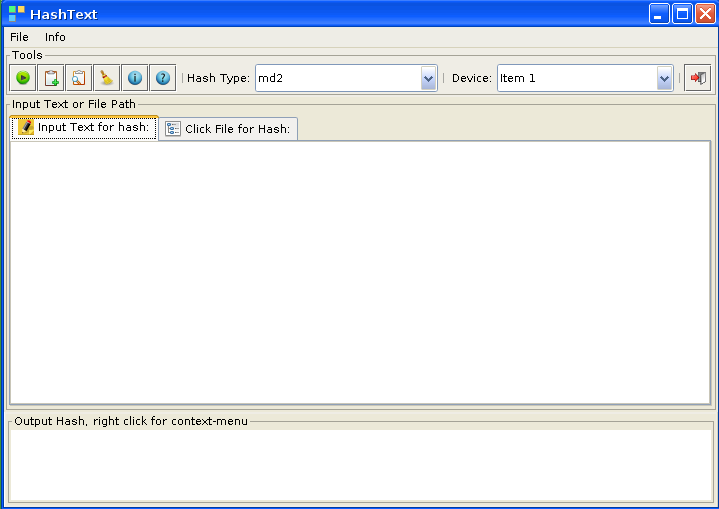 HashText
File Info
Tools
Hash Type: md2 Device: Item 1
Input Text or File Path
Input Text for hash: Click File for Hash:
Output Hash, right click for context-menu